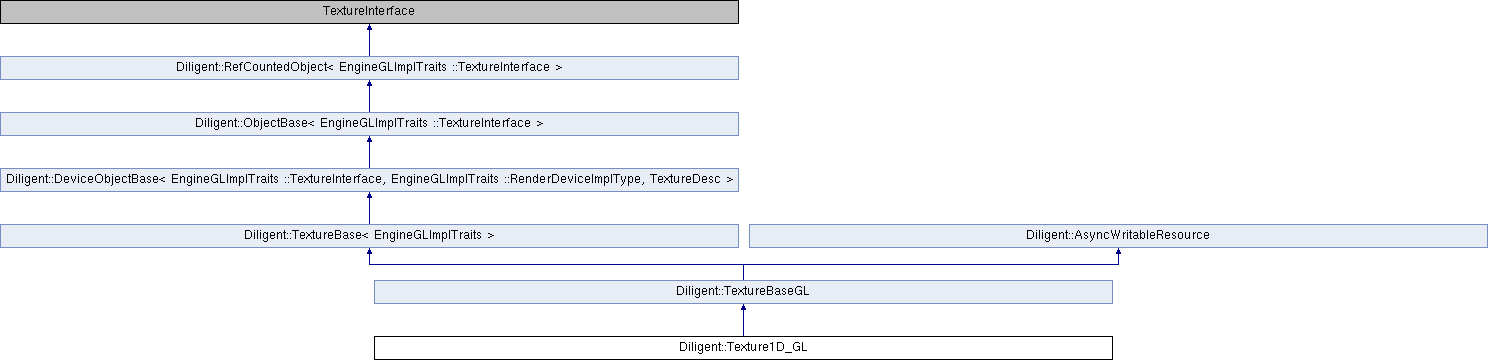 TextureInterface
Diligent::RefCountedObject< EngineGLImplTraits ::TextureInterface >
Diligent::ObjectBase< EngineGLImplTraits ::TextureInterface >
Diligent::DeviceObjectBase< EngineGLImplTraits ::TextureInterface, EngineGLImplTraits ::RenderDeviceImplType, TextureDesc >
Diligent::TextureBase< EngineGLImplTraits >
Diligent::AsyncWritableResource
Diligent::TextureBaseGL
Diligent::Texture1D_GL